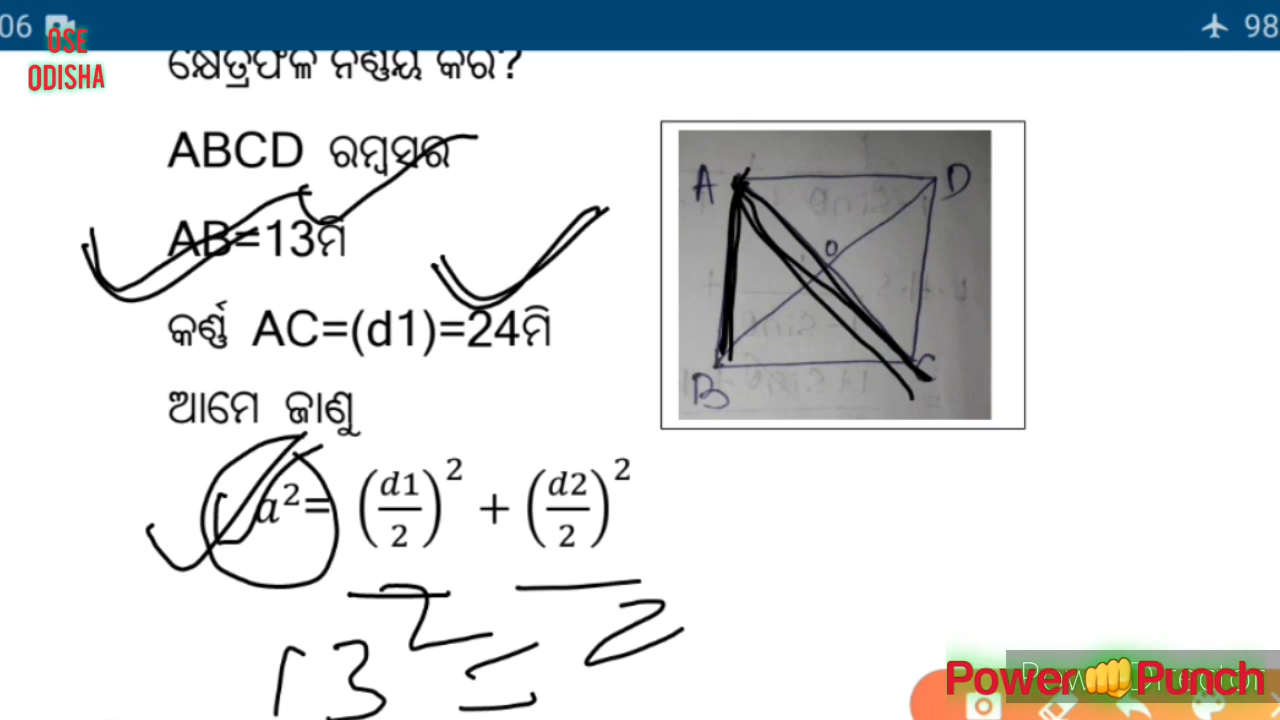 06
98
OSE
ODISHA
କ୍ଷେତ୍ରଫଳ ନିର୍ଣ୍ଣୟ କର?
ABCD ରମ୍ବସର
AB=13ମି
କର୍ଣ୍ଣ AC=(d1)=24ମି
ଆମେ ଜାଣୁ
a²= (d1/2)² + (d2/2)²
13² = 2
A
D
O
B
C
Power Punch